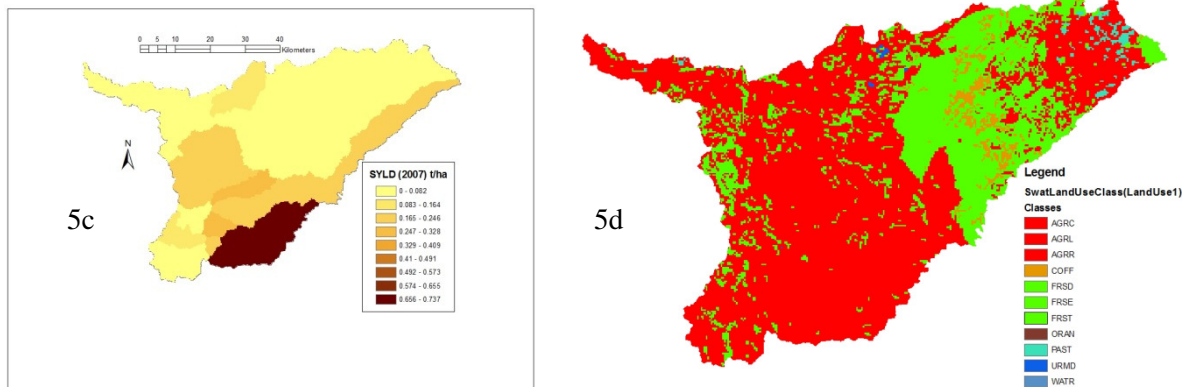 0 5 10 20 30 40
Kilometers
N
5c
SYLD (2007) t/ha
0 - 0.082
0.083 - 0.164
0.165 - 0.246
0.247 - 0.328
0.329 - 0.409
0.41 - 0.491
0.492 - 0.573
0.574 - 0.655
0.656 - 0.737
5d
Legend
SwatLandUseClass(LandUse1)
Classes
AGRC
AGRL
AGRR
COFF
FRSD
FRSE
FRST
ORAN
PAST
URMD
WATR